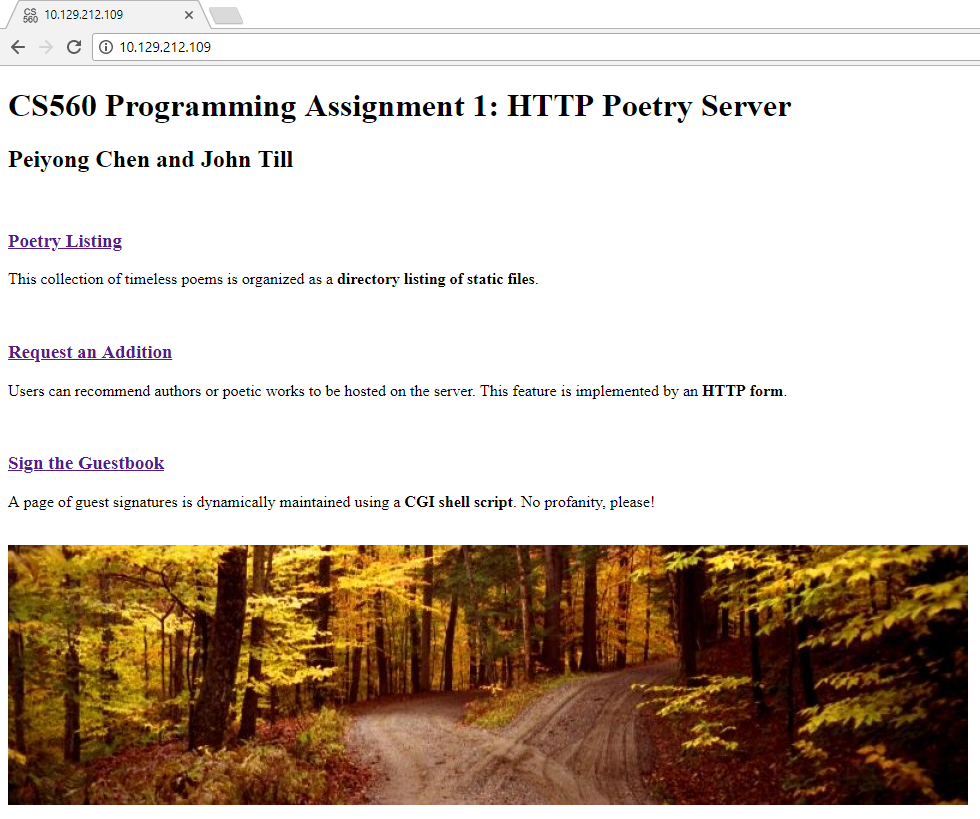 CS
560
10.129.212.109
10.129.212.109
CS560 Programming Assignment 1: HTTP Poetry Server
Peiyong Chen and John Till
Poetry Listing
This collection of timeless poems is organized as a directory listing of static files.
Request an Addition
Users can recommend authors or poetic works to be hosted on the server. This feature is implemented by an HTTP form.
Sign the Guestbook
A page of guest signatures is dynamically maintained using a CGI shell script. No profanity, please!